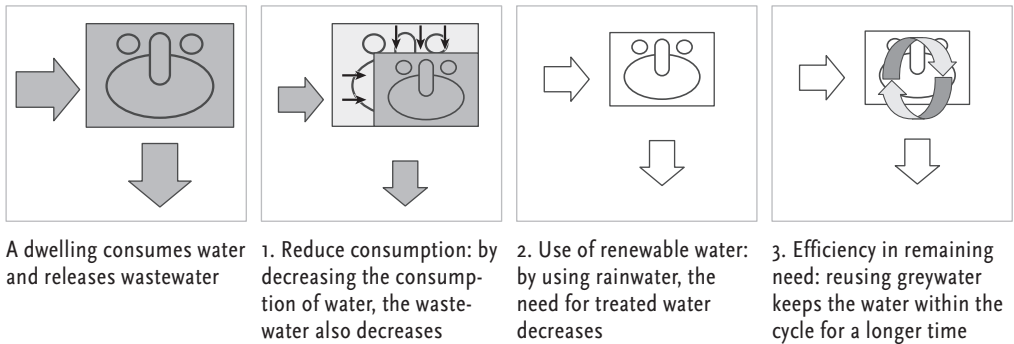 A dwelling consumes water
and releases wastewater
1. Reduce consumption: by
decreasing the consump-
tion of water, the waste-
water also decreases
2. Use of renewable water:
by using rainwater, the
need for treated water
decreases
3. Efficiency in remaining
need: reusing greywater
keeps the water within the
cycle for a longer time